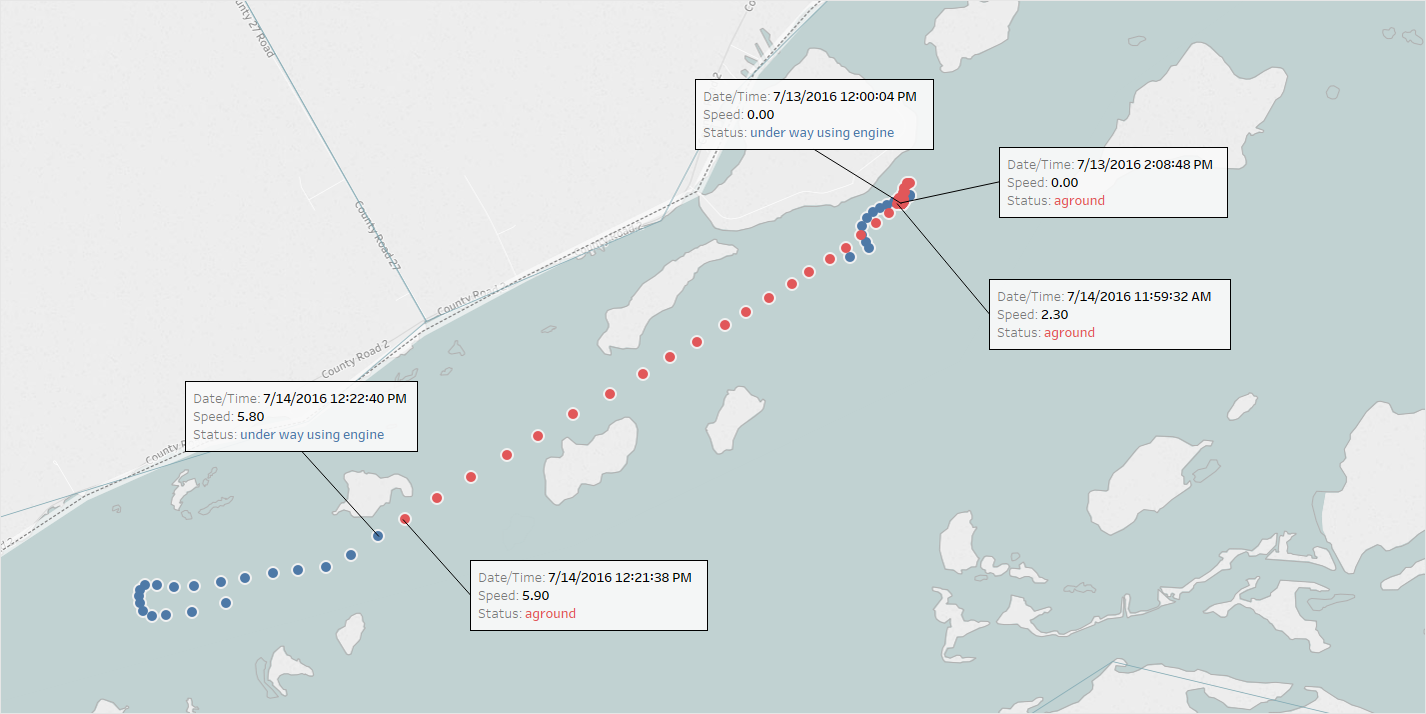 County 27 Road
Date/Time: 7/13/2016 12:00:04 PM
Speed: 0.00
Status: under way using engine
Date/Time: 7/13/2016 2:08:48 PM
Speed: 0.00
Status: aground
County Road 27
Date/Time: 7/14/2016 11:59:32 AM
Speed: 2.30
Status: aground
County Road 2
Date/Time: 7/14/2016 12:22:40 PM
Speed: 5.80
Status: under way using engine
Date/Time: 7/14/2016 12:21:38 PM
Speed: 5.90
Status: aground